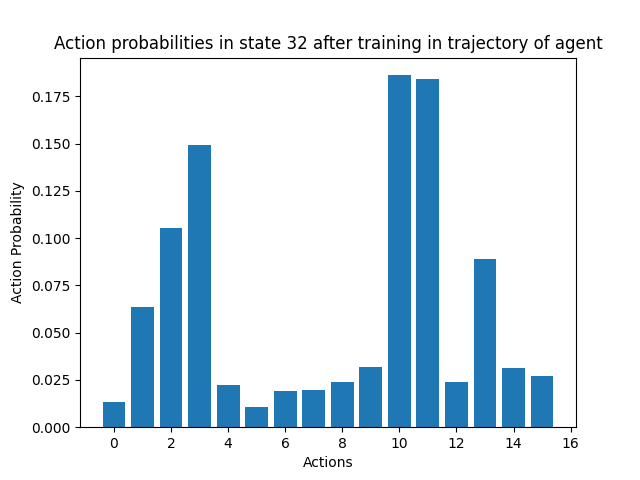 Action probabilities in state 32 after training in trajectory of agent
0.175
0.150
0.125
0.100
0.075
0.050
0.025
0.000
Action Probability
0 2 4 6 8 10 12 14 16
Actions